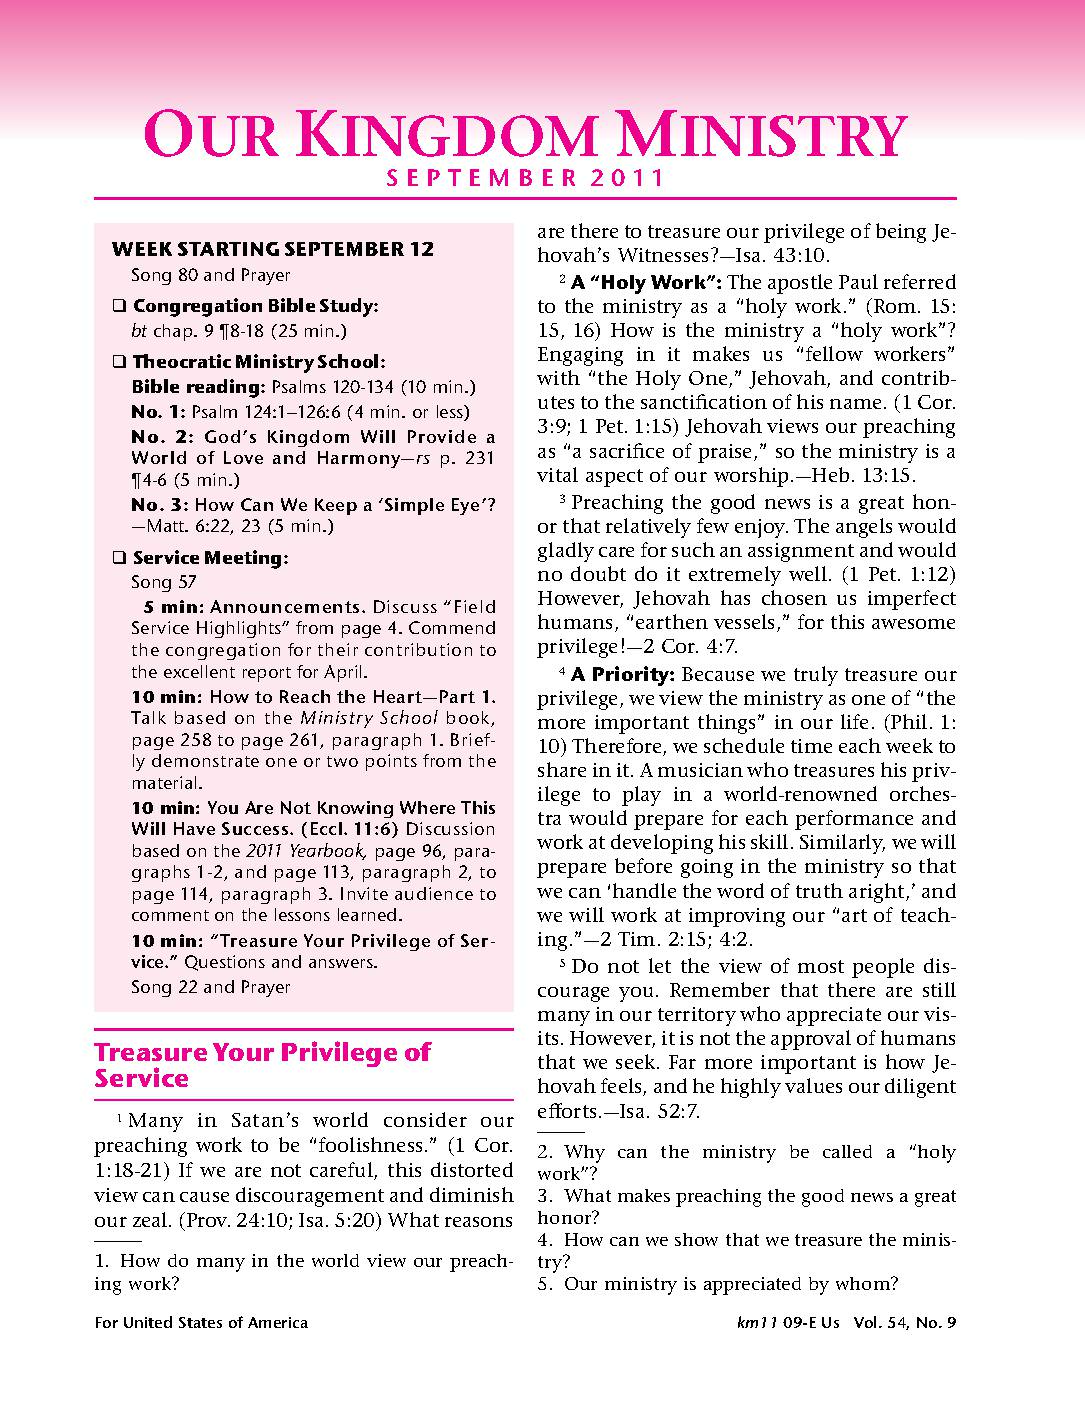 OUR KINGDOM MINISTRY
SEPTEMBER 2011
WEEK STARTING SEPTEMBER 12
Song 80 and Prayer
❑ Congregation Bible Study:
bt chap. 9 ¶8-18 (25 min.)
❑ Theocratic Ministry School:
Bible reading: Psalms 120-134 (10 min.)
No. 1: Psalm 124:1–126:6 (4 min. or less)
No. 2: God’s Kingdom Will Provide a
World of Love and Harmony—rs p. 231
¶4-6 (5 min.)
No. 3: How Can We Keep a ‘Simple Eye’?
—Matt. 6:22, 23 (5 min.)
❑ Service Meeting:
Song 57
5 min: Announcements. Discuss “Field
Service Highlights” from page 4. Commend
the congregation for their contribution to
the excellent report for April.
10 min: How to Reach the Heart—Part 1.
Talk based on the Ministry School book,
page 258 to page 261, paragraph 1. Brief-
ly demonstrate one or two points from the
material.
10 min: You Are Not Knowing Where This
Will Have Success. (Eccl. 11:6) Discussion
based on the 2011 Yearbook, page 96, para-
graphs 1-2, and page 113, paragraph 2, to
page 114, paragraph 3. Invite audience to
comment on the lessons learned.
10 min: “Treasure Your Privilege of Ser-
vice.” Questions and answers.
Song 22 and Prayer
Treasure Your Privilege of
Service
¹ Many in Satan’s world consider our
preaching work to be “foolishness.” (1 Cor.
1:18-21) If we are not careful, this distorted
view can cause discouragement and diminish
our zeal. (Prov. 24:10; Isa. 5:20) What reasons
1. How do many in the world view our preach-
ing work?
are there to treasure our privilege of being Je-
hovah’s Witnesses?—Isa. 43:10.
² A “Holy Work”: The apostle Paul referred
to the ministry as a “holy work.” (Rom. 15:
15, 16) How is the ministry a “holy work”?
Engaging in it makes us “fellow workers”
with “the Holy One,” Jehovah, and contrib-
utes to the sanctification of his name. (1 Cor.
3:9; 1 Pet. 1:15) Jehovah views our preaching
as “a sacrifice of praise,” so the ministry is a
vital aspect of our worship.—Heb. 13:15.
³ Preaching the good news is a great hon-
or that relatively few enjoy. The angels would
gladly care for such an assignment and would
no doubt do it extremely well. (1 Pet. 1:12)
However, Jehovah has chosen us imperfect
humans, “earthen vessels,” for this awesome
privilege!—2 Cor. 4:7.
⁴ A Priority: Because we truly treasure our
privilege, we view the ministry as one of “the
more important things” in our life. (Phil. 1:
10) Therefore, we schedule time each week to
share in it. A musician who treasures his priv-
ilege to play in a world-renowned orches-
tra would prepare for each performance and
work at developing his skill. Similarly, we will
prepare before going in the ministry so that
we can ‘handle the word of truth aright,’ and
we will work at improving our “art of teach-
ing.”—2 Tim. 2:15; 4:2.
⁵ Do not let the view of most people dis-
courage you. Remember that there are still
many in our territory who appreciate our vis-
its. However, it is not the approval of humans
that we seek. Far more important is how Je-
hovah feels, and he highly values our diligent
efforts.—Isa. 52:7.
2. Why can the ministry be called a “holy
work”?
3. What makes preaching the good news a great
honor?
4. How can we show that we treasure the minis-
try?
5. Our ministry is appreciated by whom?
For United States of America
km11 09-E Us Vol. 54, No. 9